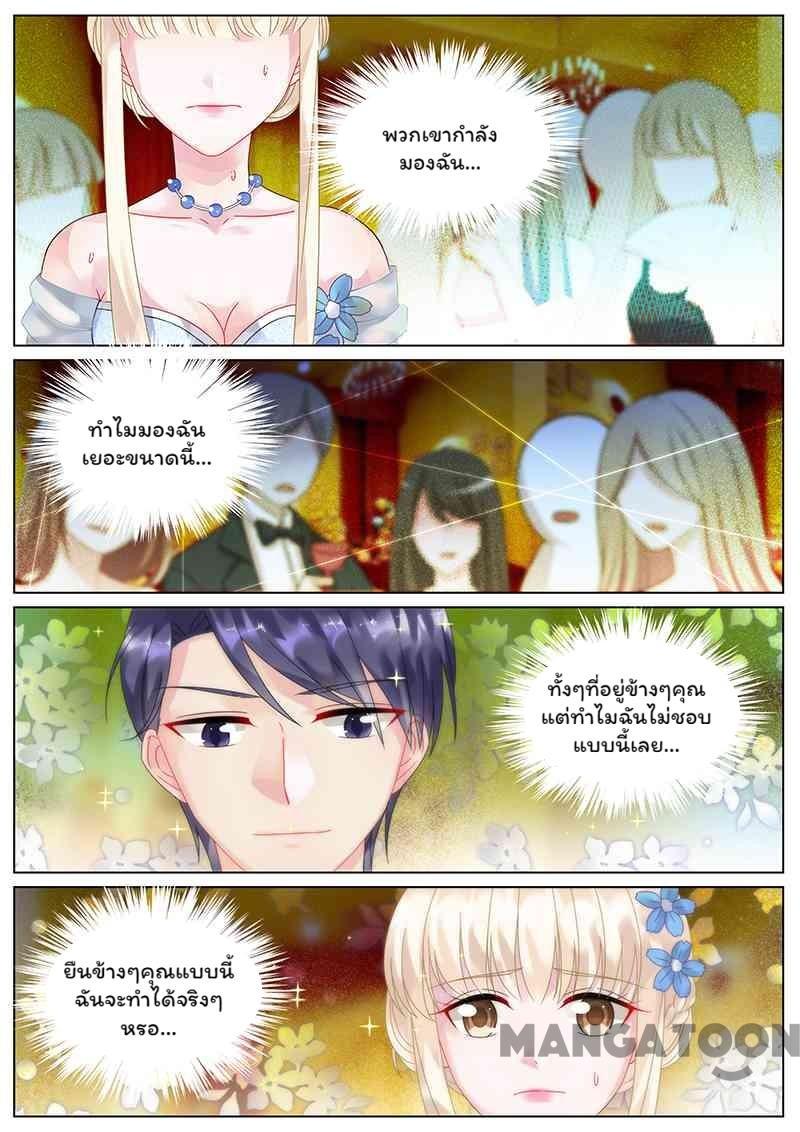 พวกเขากำลัง
มองฉัน...
ทำไมมองฉัน
เยอะขนาดนี้...
ทั้งๆที่อยู่ข้างๆคุณ
แต่ทำไมฉันไม่ชอบ
แบบนี้เลย...
ยืนข้างๆคุณแบบนี้
ฉันจะทำได้จริงๆ
หรอ...
MANGATOON